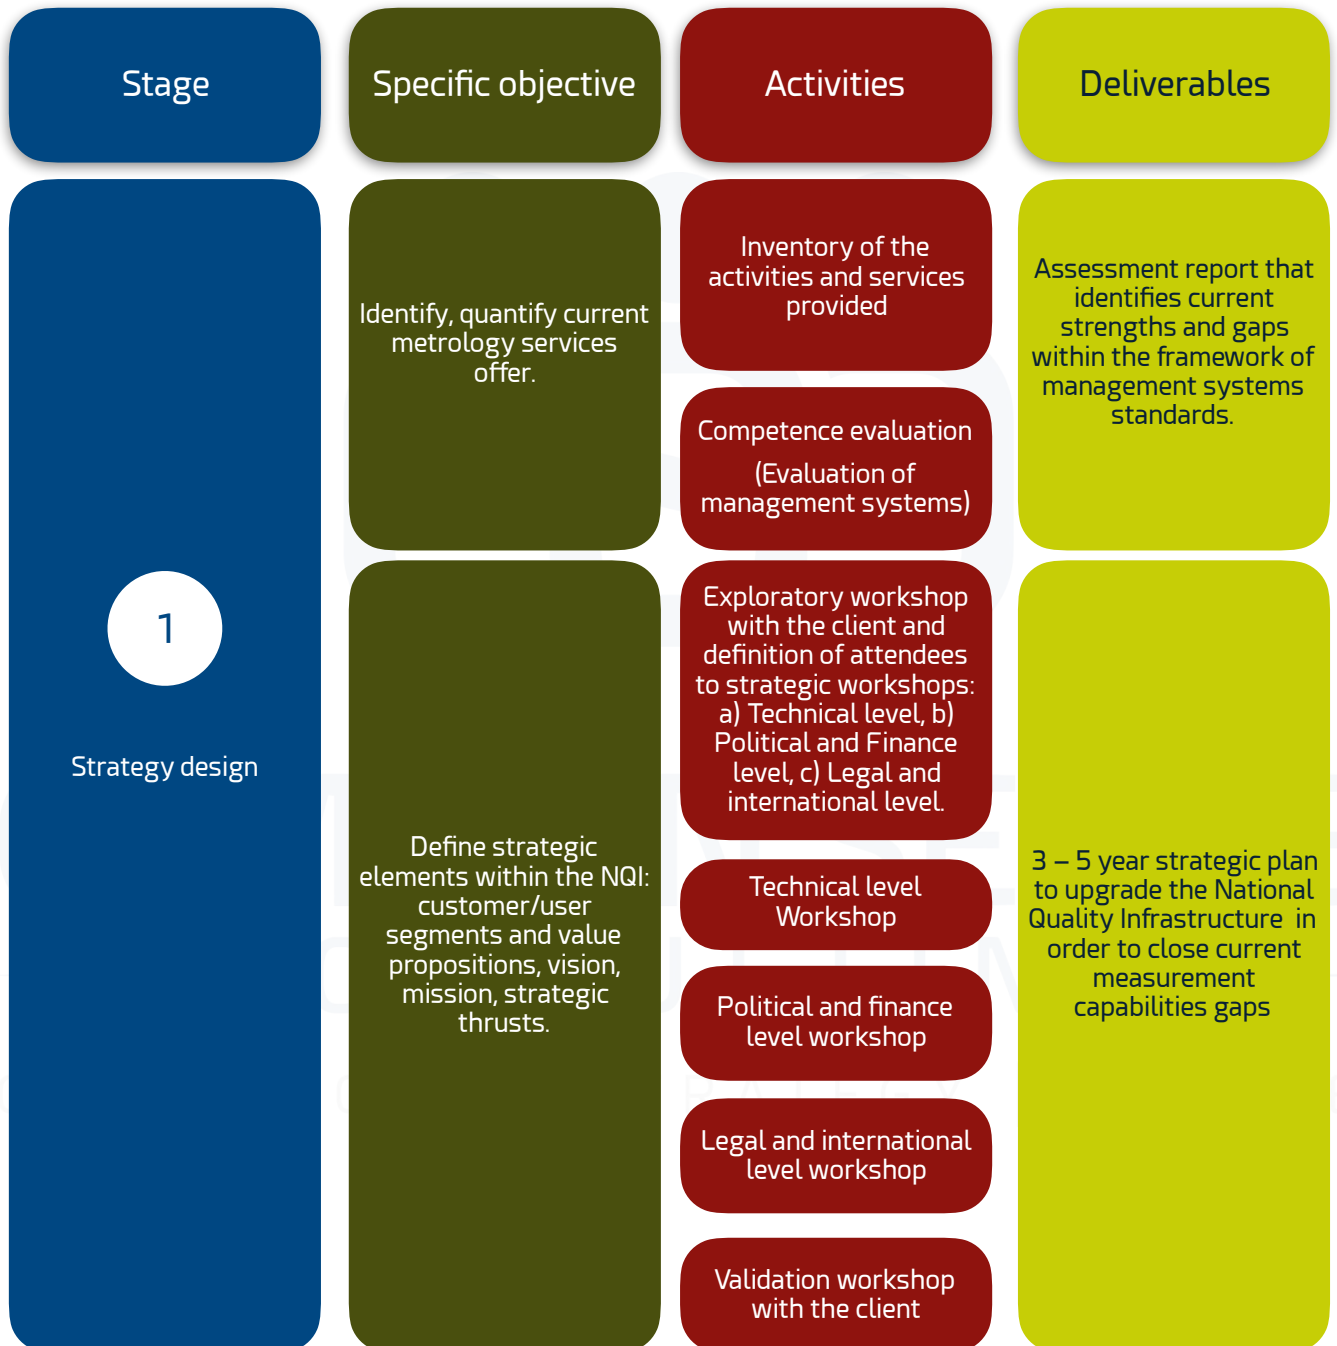 Stage
Specific objective
Activities
Deliverables
1
Strategy design
Identify, quantify current
metrology services
offer.
Inventory of the
activities and services
provided
Competence evaluation
(Evaluation of
management systems)
Assessment report that
identifies current
strengths and gaps
within the framework of
management systems
standards.
Define strategic
elements within the NQI:
customer/user
segments and value
propositions, vision,
mission, strategic
thrusts.
Exploratory workshop
with the client and
definition of attendees
to strategic workshops:
a) Technical level, b)
Political and Finance
level, c) Legal and
international level.
Technical level
Workshop
Political and finance
level workshop
Legal and international
level workshop
Validation workshop
with the client
3 – 5 year strategic plan
to upgrade the National
Quality Infrastructure  in
order to close current
measurement
capabilities gaps